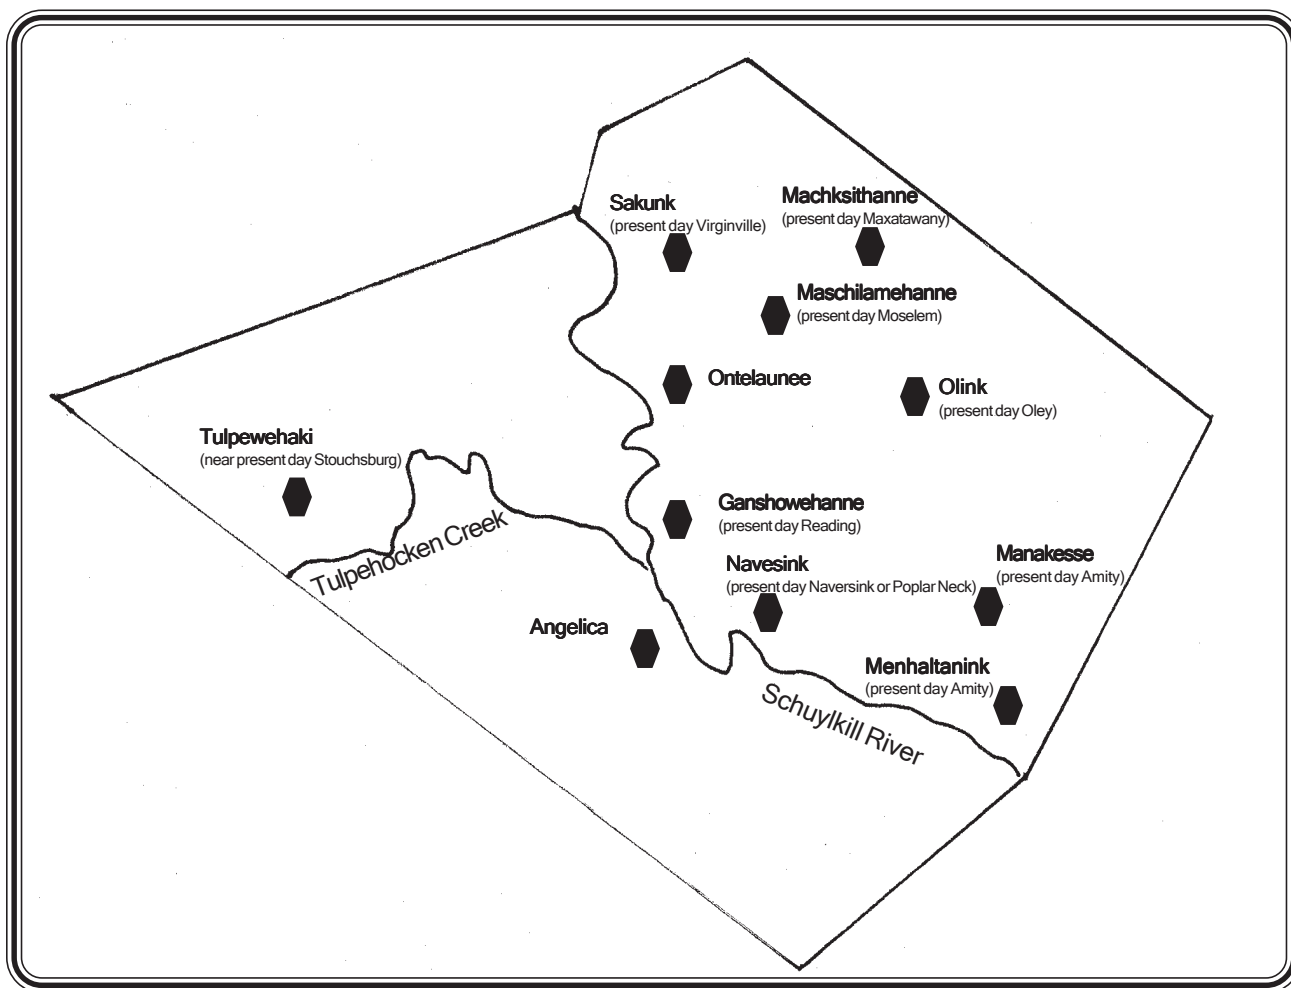 Sakunk
(present day Virginville)
Machksithanne
(present day Maxatawany)
Maschilamehanne
(present day Moselem)
Ontelaunee
Olink
(present day Oley)
Tulpewehaki
(near present day Stouchsburg)
Ganshowehanne
(present day Reading)
Tulpehocken Creek
Navesink
(present day Naversink or Poplar Neck)
Manakesse
(present day Amity)
Angelica
Menhaltanink
(present day Amity)
Schuylkill River